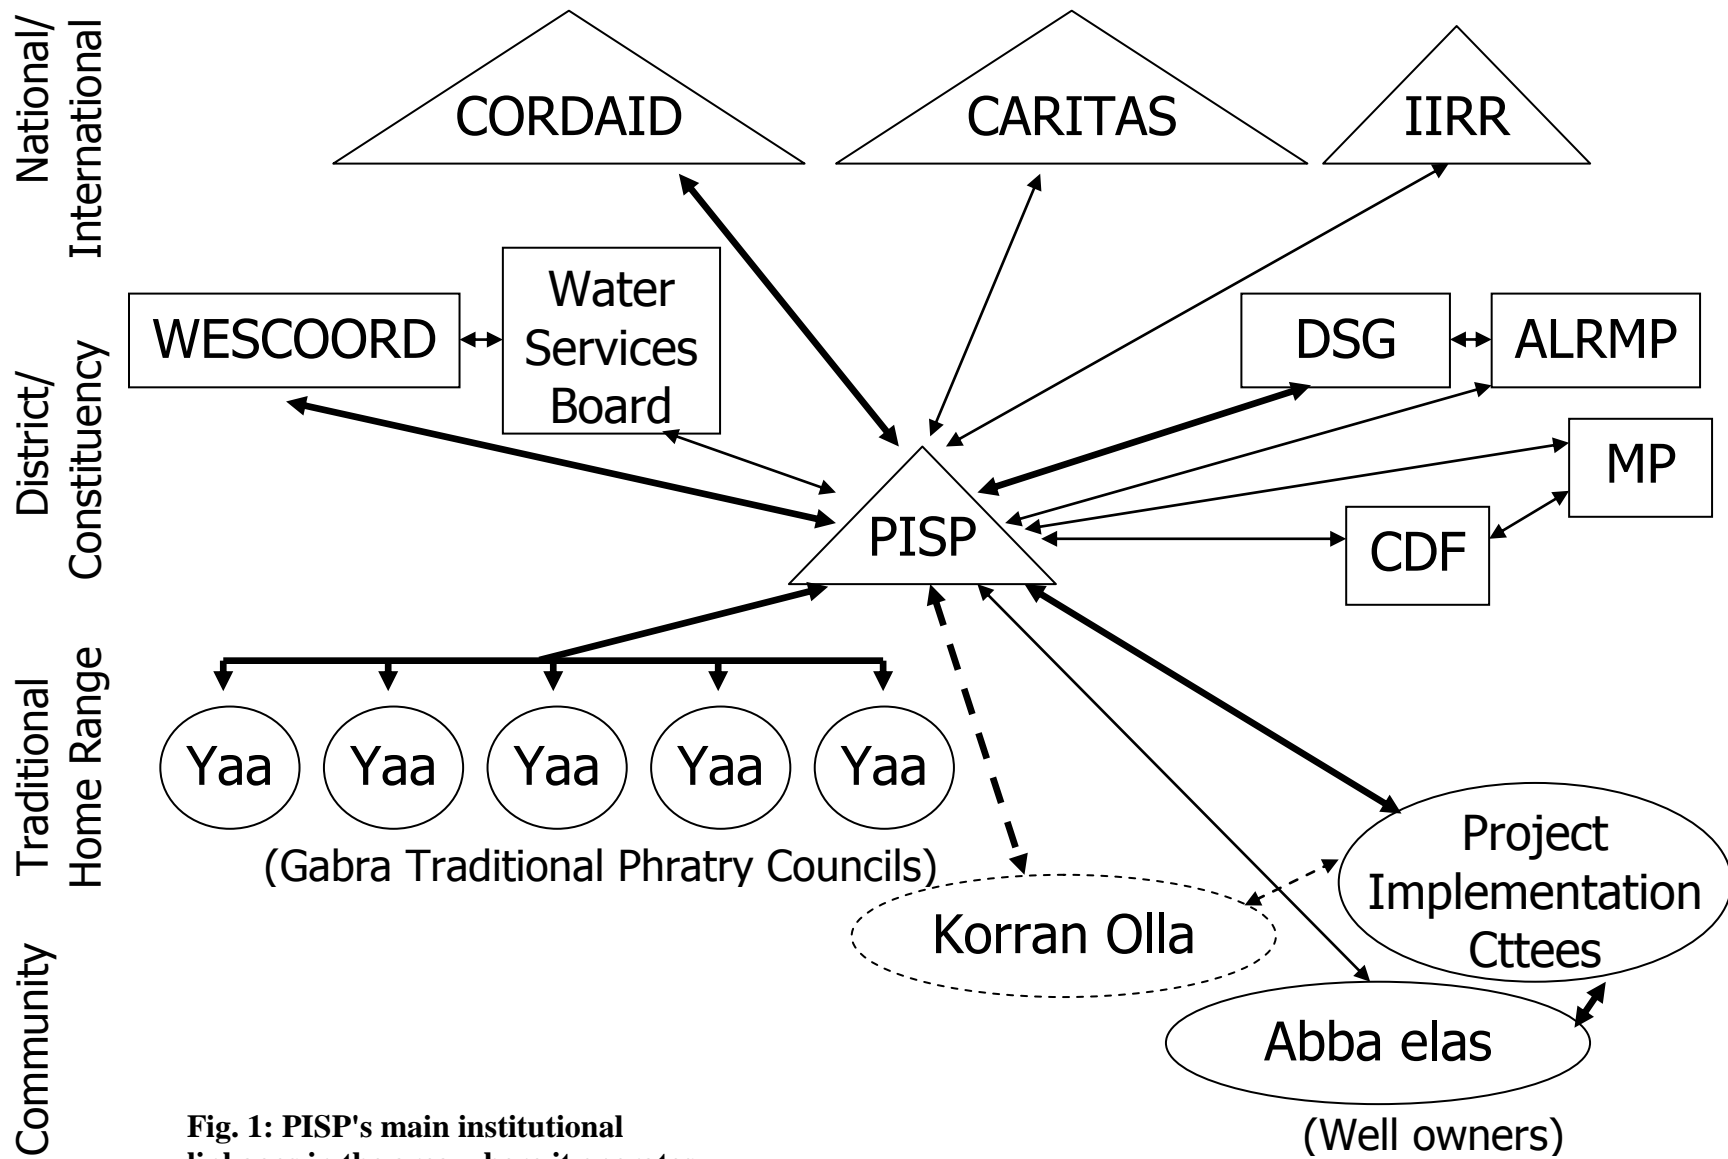 National/
International
CORDAID
CARITAS
IIRR
District/
Constituency
WESCOORD
Water
Services
Board
DSG
ALRMP
MP
CDF
PISP
Traditional
Home Range
Yaa
Yaa
Yaa
Yaa
Yaa
(Gabra Traditional Phratry Councils)
Project
Implementation
Cttees
Community
Korran Olla
Abba elas
(Well owners)
Fig. 1: PISP's main institutional